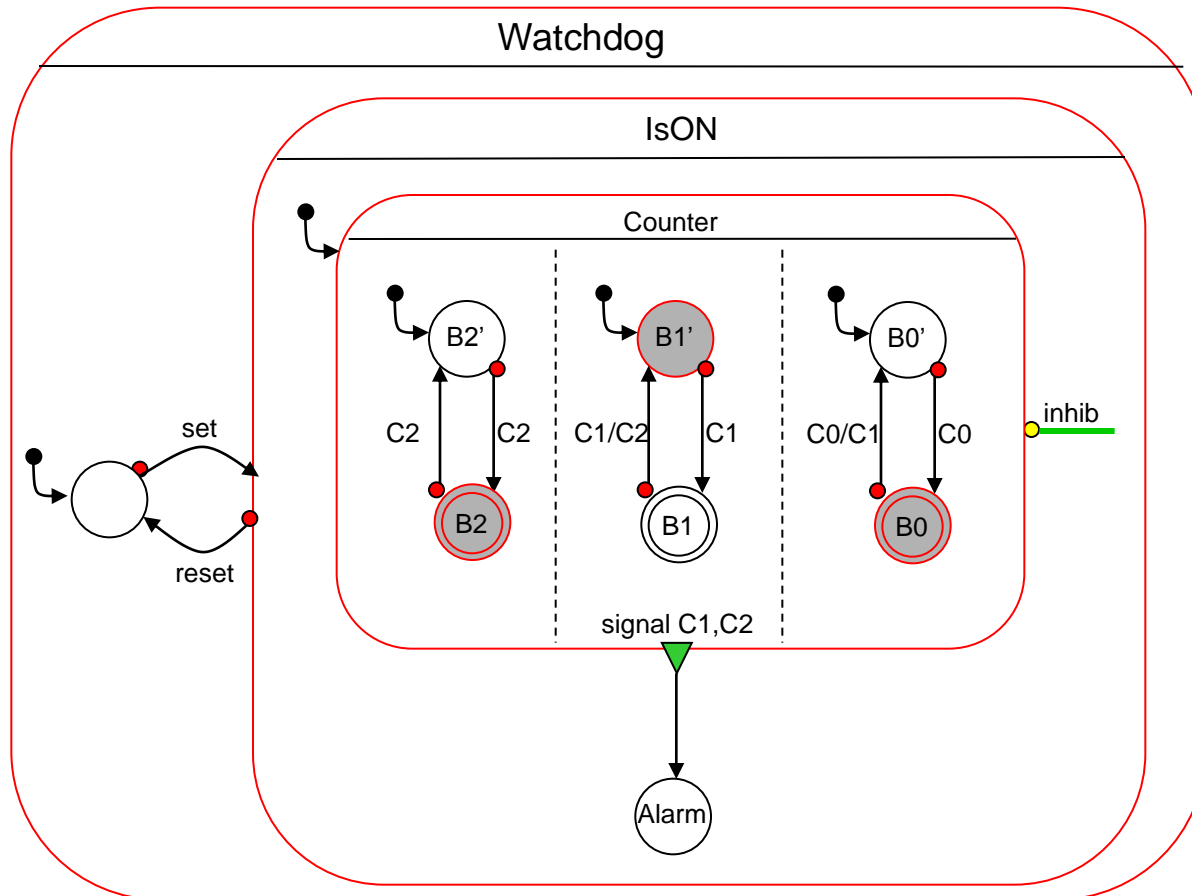 Watchdog
IsON
Counter
B2’
B1’
B0’
C2
C2
C1/C2
C1
C0/C1
C0
inhib
set
B2
B1
B0
reset
signal C1,C2
Alarm